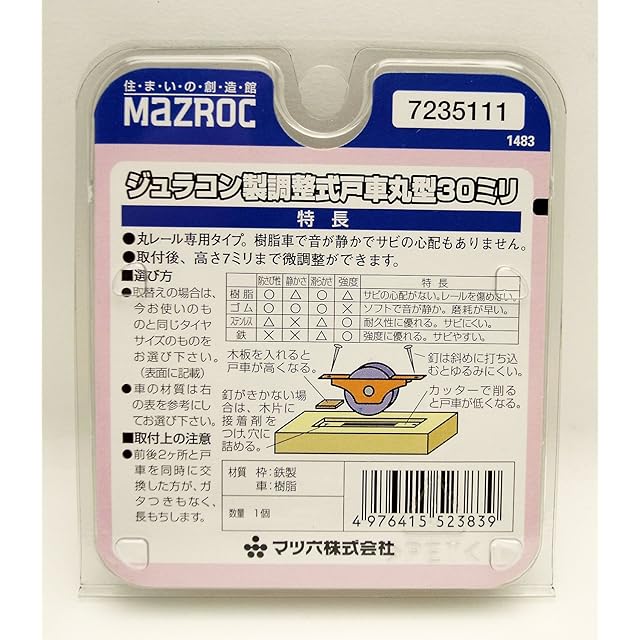 住・まい・の・創・造・館
MAZROC
7235111
1483
ジュラコン製調整式戸車丸型30ミリ
特長
●丸レール専用タイプ。樹脂車で音が静かでサビの心配もありません。
●取付後、高さ7ミリまで微調整ができます。
■選び方
●取替えの場合は、
今お使いのも
のと同じタイヤ
サイズのものを
お選び下さい。
(表面に記載)
●車の材質は右
の表を参考にし
てお選び下さい。
■取付上の注意
●前後2ヶ所と戸
車を同時に交
換した方が、ガ
タつきもなく、
長もちします。
防さび性 静かさ 滑らかさ 強度 特長
樹脂 ○ △ ○ △ サビの心配がない。レールを傷めない。
ゴム ○ ○ ○ × ソフトで音が静か。磨耗が早い。
ステンレス △ × △ ○ 耐久性に優れる。サビにくい。
鉄 × × △ ○ 強度に優れる。サビやすい。
木板を入れると
戸車が高くなる。
釘は斜めに打ち込
むとゆるみにくい。
釘がきかない場
合は、木片に
接着剤を
つけ、穴に
詰める。
カッターで削る
と戸車が低くなる。
材質 枠:鉄製
車:樹脂
数量 1個
4 976415 523839
マツ六株式会社